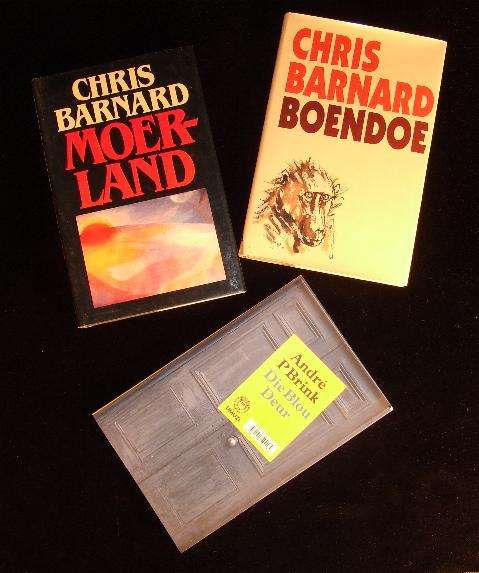 CHRIS
BARNARD
MOER-
LAND
CHRIS
BARNARD
BOENDOE
André
P Brink
Die Blou
Deur